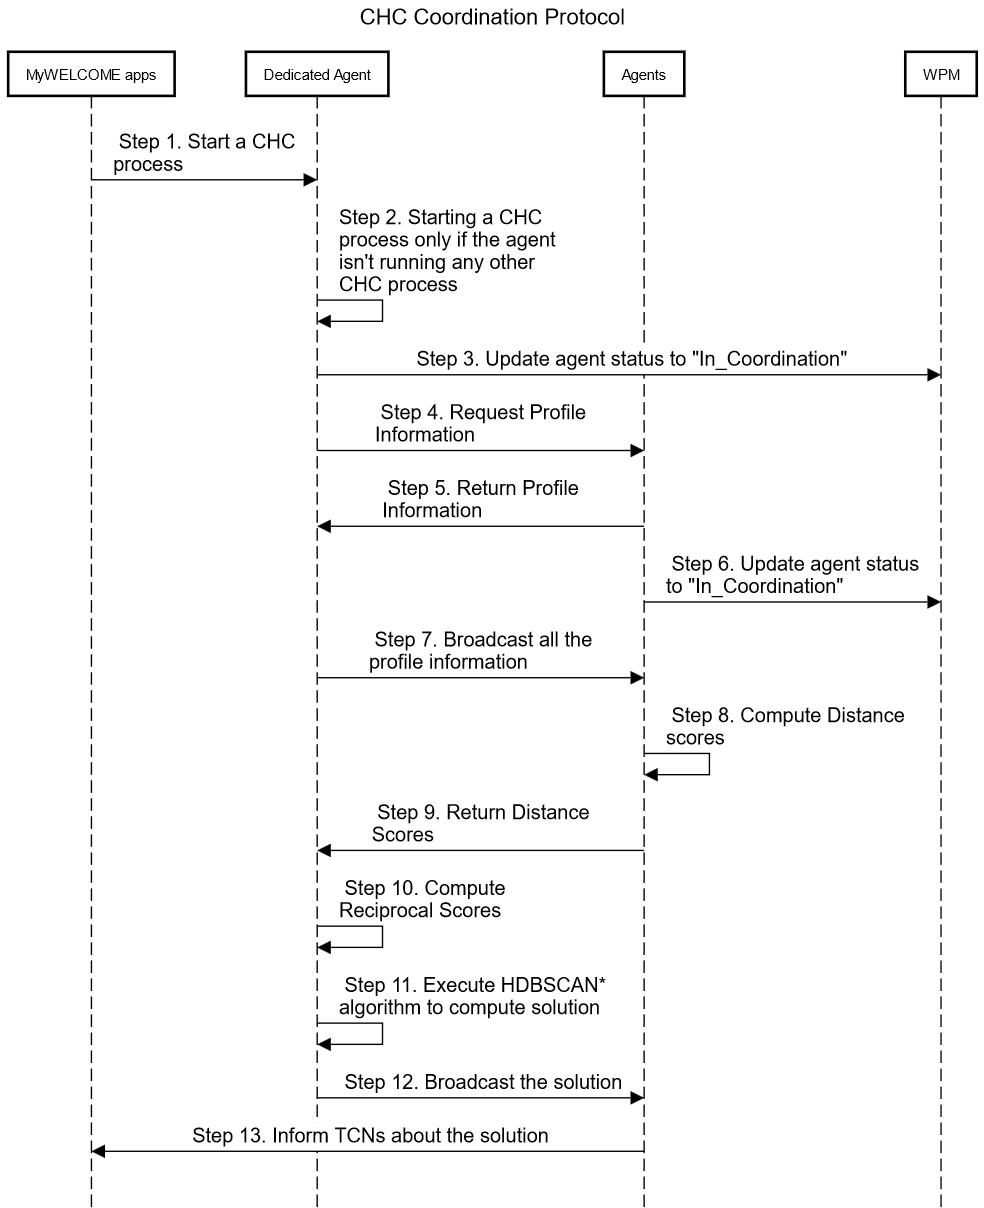 CHC Coordination Protocol
MyWELCOME apps
Dedicated Agent
Agents
WPM
Step 1. Start a CHC
process
Step 2. Starting a CHC
process only if the agent
isn't running any other
CHC process
Step 3. Update agent status to "In_Coordination"
Step 4. Request Profile
Information
Step 5. Return Profile
Information
Step 6. Update agent status
to "In_Coordination"
Step 7. Broadcast all the
profile information
Step 8. Compute Distance
scores
Step 9. Return Distance
Scores
Step 10. Compute
Reciprocal Scores
Step 11. Execute HDBSCAN*
algorithm to compute solution
Step 12. Broadcast the solution
Step 13. Inform TCNs about the solution